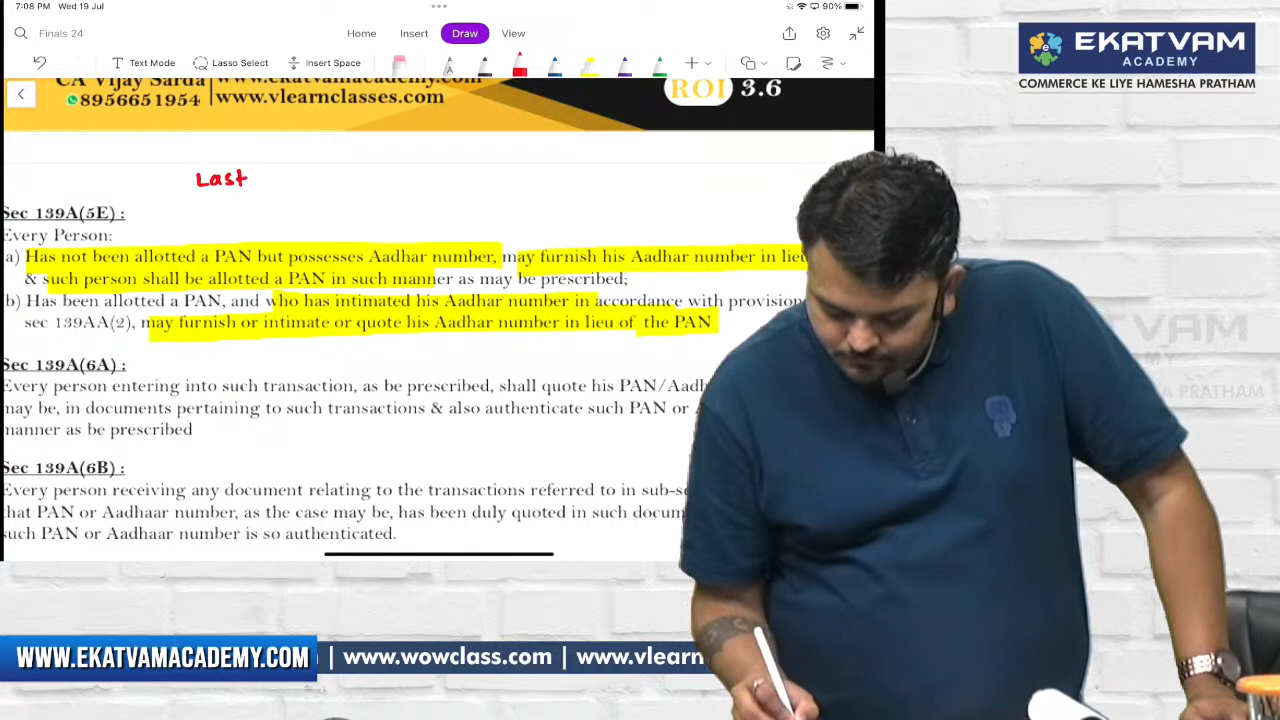 7:08 PM Wed 19 Jul
90%
Finals 24
Home Insert Draw View
Text Mode Lasso Select Insert Space
EKATVAM
ACADEMY
COMMERCE KE LIYE HAMESHA PRATHAM
CA Vijay Sarda
8956651954
www.ekatvamacademy.com
www.vlearnclasses.com
ROI 3.6
Last
Sec 139A(5E) :
Every Person:
a) Has not been allotted a PAN but possesses Aadhar number, may furnish his Aadhar number in lieu
& such person shall be allotted a PAN in such manner as may be prescribed;
b) Has been allotted a PAN, and who has intimated his Aadhar number in accordance with provision
sec 139AA(2), may furnish or intimate or quote his Aadhar number in lieu of the PAN
Sec 139A(6A) :
Every person entering into such transaction, as be prescribed, shall quote his PAN/Aadh
may be, in documents pertaining to such transactions & also authenticate such PAN or
manner as be prescribed
Sec 139A(6B) :
Every person receiving any document relating to the transactions referred to in sub-se
that PAN or Aadhaar number, as the case may be, has been duly quoted in such docum
such PAN or Aadhaar number is so authenticated.
WWW.EKATVAMACADEMY.COM | www.wowclass.com | www.vlearn